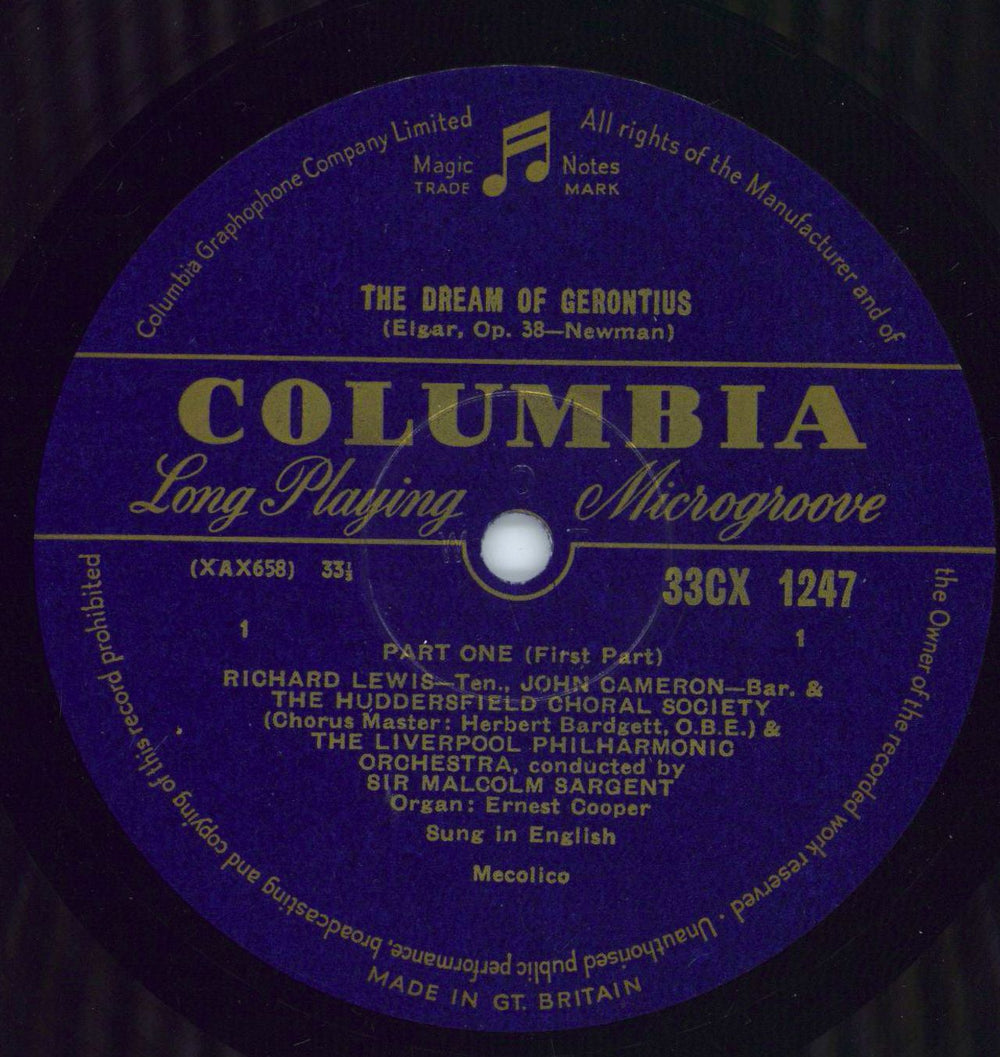 Columbia Graphophone Company Limited
All rights of the Manufacturer and of
the Owner of the recorded work reserved · Unauthorised public performance, broadcasting and copying of this record prohibited
Magic Notes
TRADE MARK
THE DREAM OF GERONTIUS
(Elgar, Op. 38—Newman)
COLUMBIA
Long Playing Microgroove
(XAX658) 33⅓
33CX 1247
1 1
PART ONE (First Part)
RICHARD LEWIS—Ten., JOHN CAMERON—Bar. &
THE HUDDERSFIELD CHORAL SOCIETY
(Chorus Master: Herbert Bardgett, O.B.E.) &
THE LIVERPOOL PHILHARMONIC
ORCHESTRA, conducted by
SIR MALCOLM SARGENT
Organ: Ernest Cooper
Sung in English
Mecolico
MADE IN GT. BRITAIN